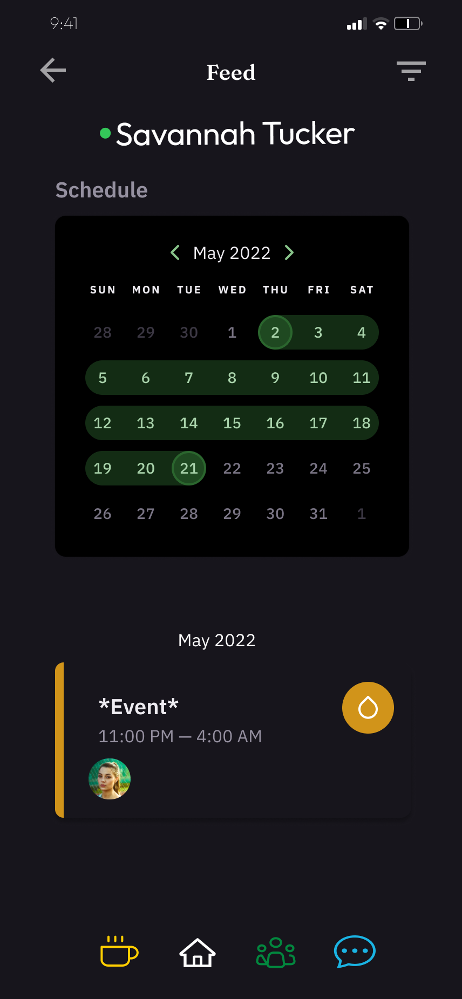 9:41
Feed
Savannah Tucker
Schedule
May 2022
SUN MON TUE WED THU FRI SAT
28 29 30 1 2 3 4
5 6 7 8 9 10 11
12 13 14 15 16 17 18
19 20 21 22 23 24 25
26 27 28 29 30 31 1
May 2022
*Event*
11:00 PM — 4:00 AM